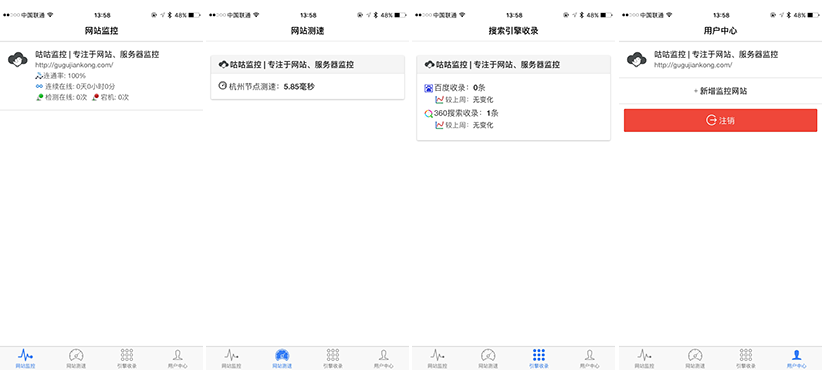 ●●○○○中国联通 13:58 48%
网站监控
咕咕监控 | 专注于网站、服务器监控
http://gugujiankong.com/
连通率: 100%
连续在线: 0天0小时0分
检测在线: 0次 宕机: 0次
网站监控 网站测速 引擎收录 用户中心
●●○○○中国联通 13:58 48%
网站测速
咕咕监控 | 专注于网站、服务器监控
杭州节点测速: 5.85毫秒
网站监控 网站测速 引擎收录 用户中心
●●○○○中国联通 13:58 48%
搜索引擎收录
咕咕监控 | 专注于网站、服务器监控
百度收录: 0条
较上周: 无变化
360搜索收录: 1条
较上周: 无变化
网站监控 网站测速 引擎收录 用户中心
●●○○○中国联通 13:58 48%
用户中心
咕咕监控 | 专注于网站、服务器监控
http://gugujiankong.com/
+ 新增监控网站
注销
网站监控 网站测速 引擎收录 用户中心